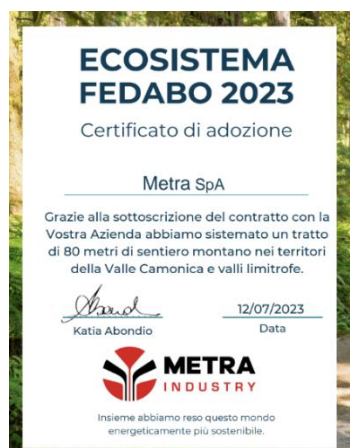 ECOSISTEMA
FEDABO 2023
Certificato di adozione
Metra SpA
Grazie alla sottoscrizione del contratto con la
Vostra Azienda abbiamo sistemato un tratto
di 80 metri di sentiero montano nei territori
della Valle Camonica e valli limitrofe.
12/07/2023
Katia Abondio
Data
METRA
INDUSTRY
Insieme abbiamo reso questo mondo
energeticamente più sostenibile.